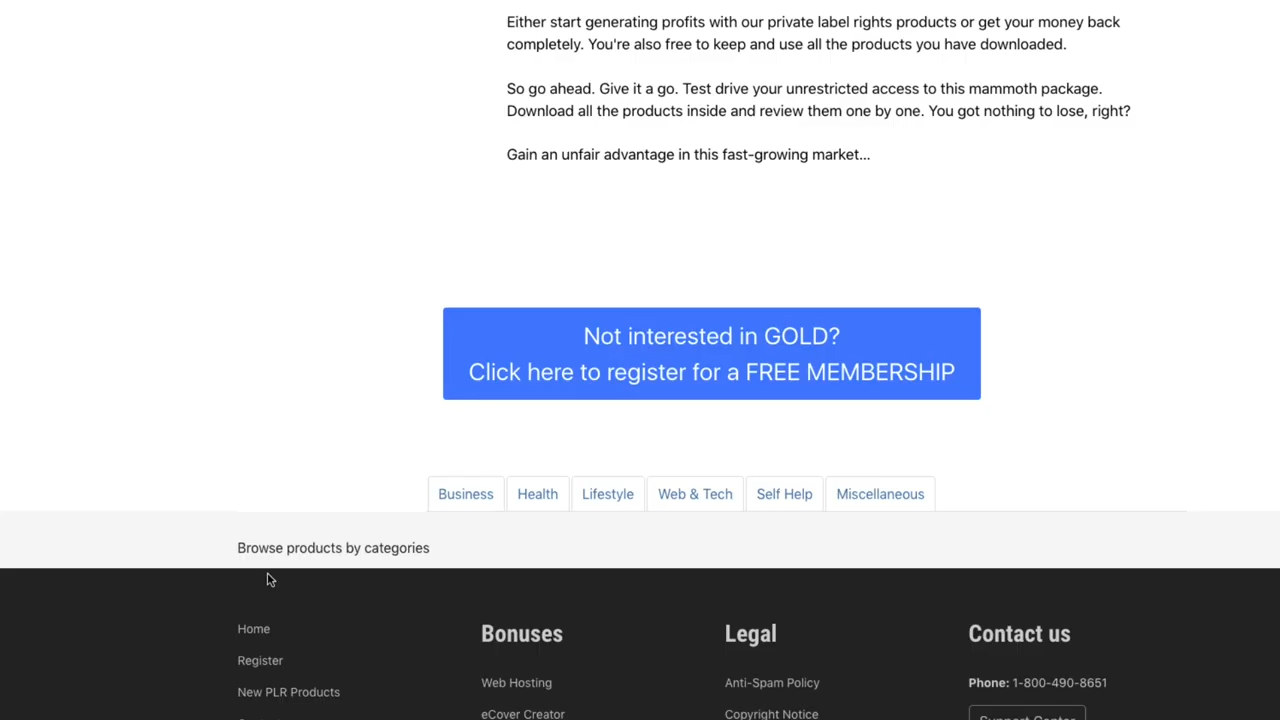 Either start generating profits with our private label rights products or get your money back
completely. You're also free to keep and use all the products you have downloaded.
So go ahead. Give it a go. Test drive your unrestricted access to this mammoth package.
Download all the products inside and review them one by one. You got nothing to lose, right?
Gain an unfair advantage in this fast-growing market...
Not interested in GOLD?
Click here to register for a FREE MEMBERSHIP
Business Health Lifestyle Web & Tech Self Help Miscellaneous
Browse products by categories
Home
Register
New PLR Products
Bonuses
Web Hosting
eCover Creator
Legal
Anti-Spam Policy
Copyright Notice
Contact us
Phone: 1-800-490-8651
Support Center